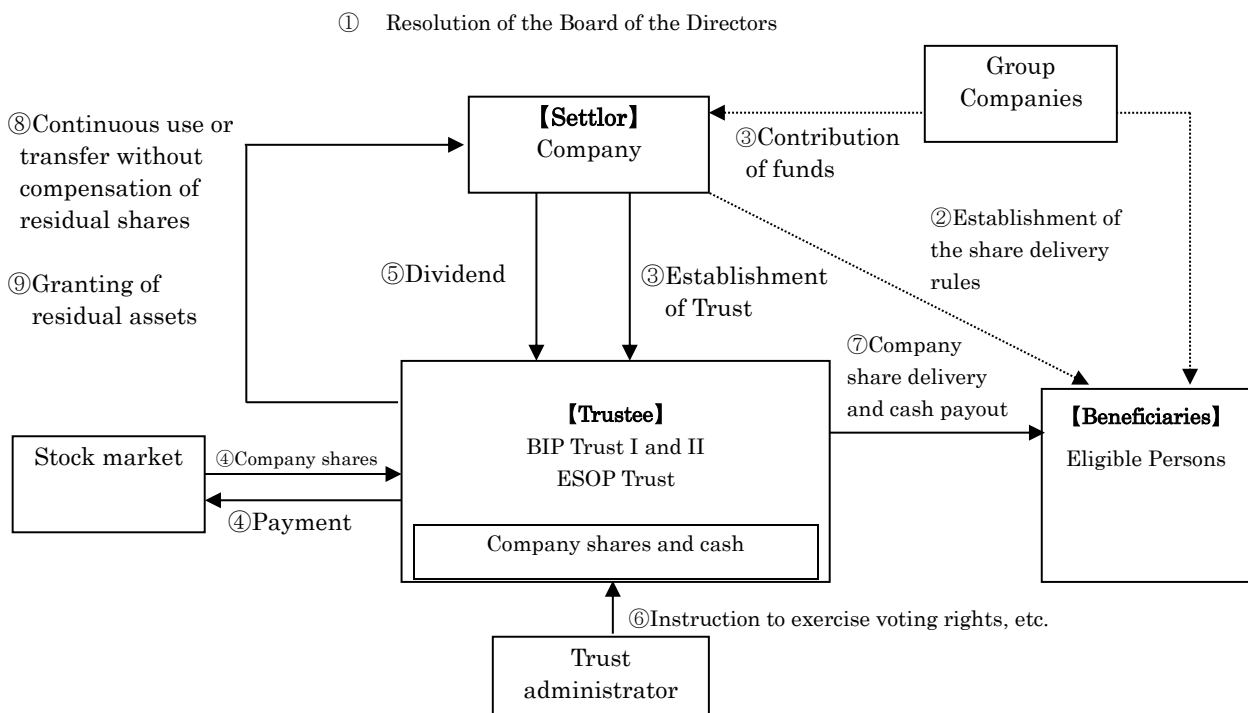 ① Resolution of the Board of the Directors
Group
Companies
⑧Continuous use or
transfer without
compensation of
residual shares
【Settlor】
Company
③Contribution
of funds
②Establishment of
the share delivery
rules
⑨Granting of
residual assets
⑤Dividend
③Establishment
of Trust
⑦Company
share delivery
and cash payout
【Trustee】
BIP Trust I and II
ESOP Trust
【Beneficiaries】
Eligible Persons
Stock market
④Company shares
④Payment
Company shares and cash
⑥Instruction to exercise voting rights, etc.
Trust
administrator